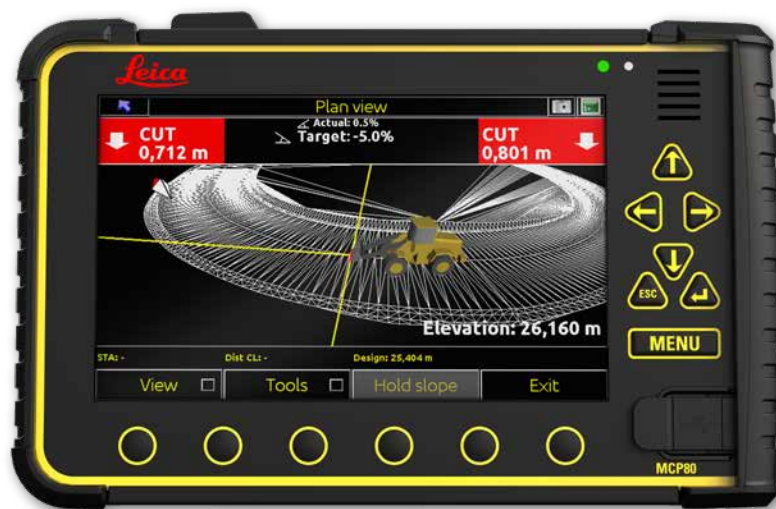 Leica
Plan view
CUT
0,712 m
Actual: 0.5%
Target: -5.0%
CUT
0,801 m
Elevation: 26,160 m
STA: -
Dist CL: -
Design: 25,404 m
View
Tools
Hold slope
Exit
ESC
MENU
MCP80